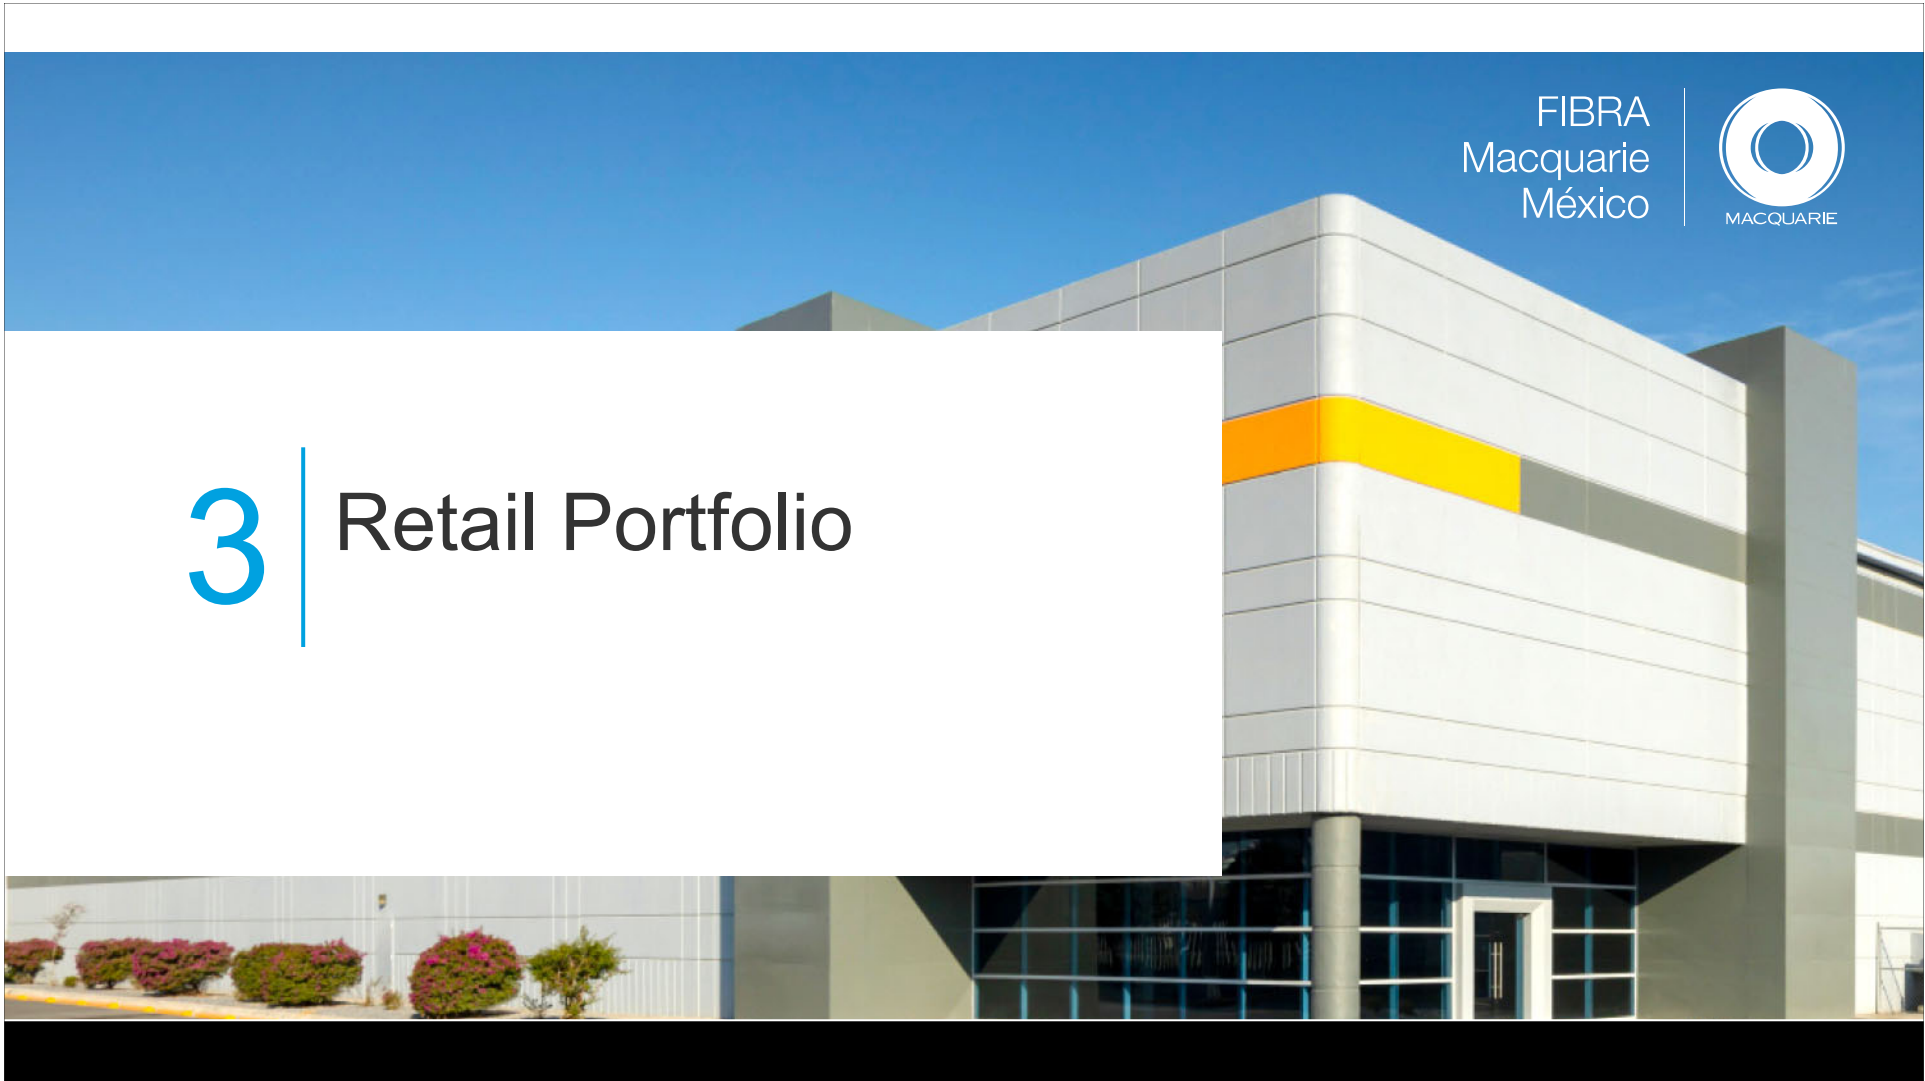 FIBRA
Macquarie
México
MACQUARIE
3
Retail Portfolio